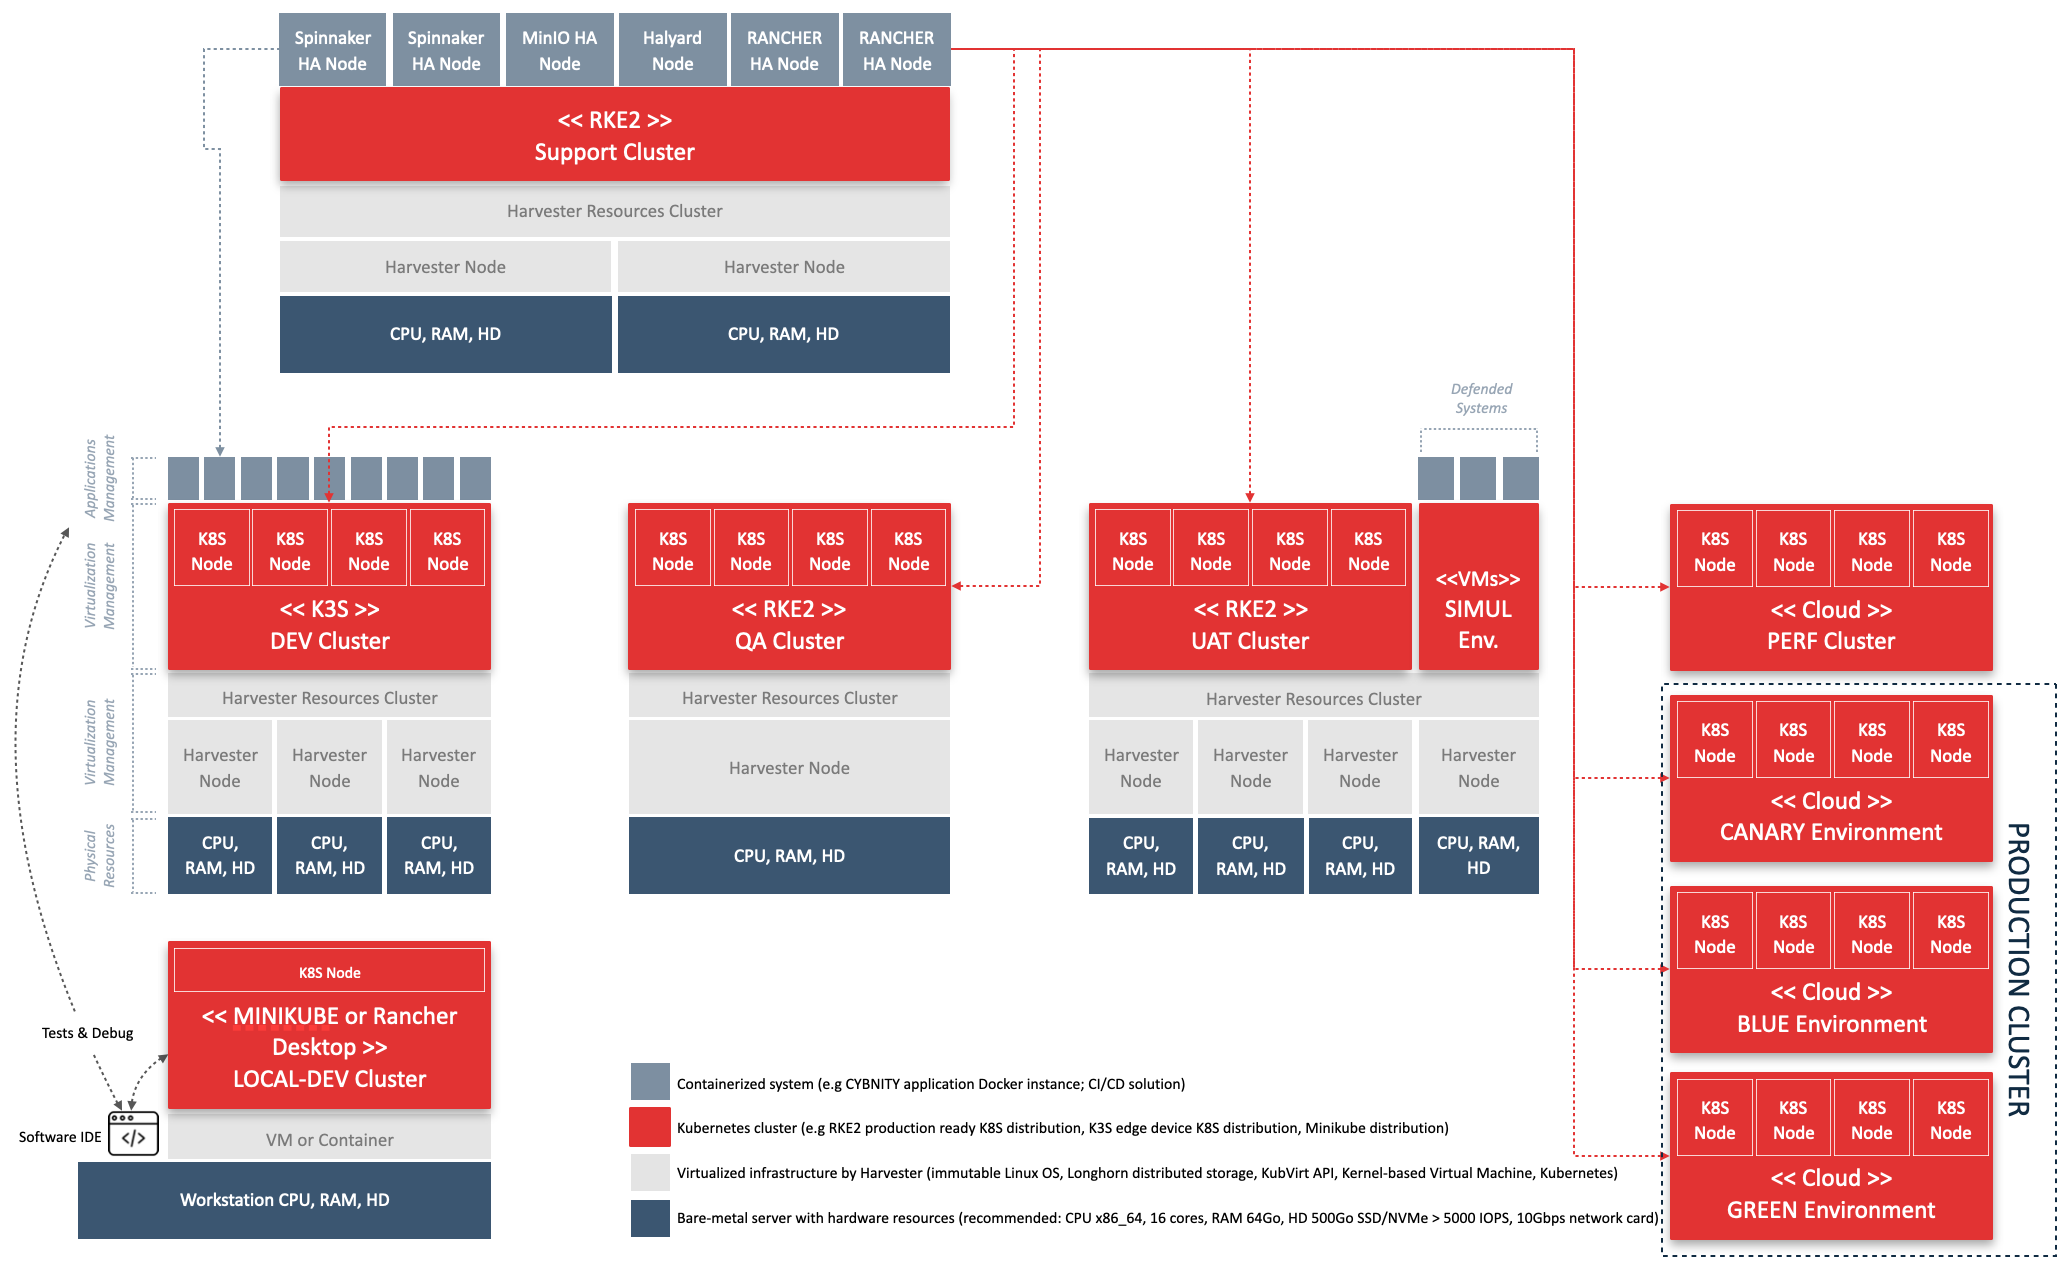 Spinnaker
HA Node
Spinnaker
HA Node
MinIO HA
Node
Halyard
Node
RANCHER
HA Node
RANCHER
HA Node
<< RKE2 >>
Support Cluster
Harvester Resources Cluster
Harvester Node
Harvester Node
CPU, RAM, HD
CPU, RAM, HD
Defended
Systems
Applications
Management
Virtualization
Management
Virtualization
Management
Physical
Resources
K8S
Node
K8S
Node
K8S
Node
K8S
Node
<< K3S >>
DEV Cluster
Harvester Resources Cluster
Harvester
Node
Harvester
Node
Harvester
Node
CPU,
RAM, HD
CPU,
RAM, HD
CPU,
RAM, HD
K8S
Node
K8S
Node
K8S
Node
K8S
Node
<< RKE2 >>
QA Cluster
Harvester Resources Cluster
Harvester Node
CPU, RAM, HD
K8S
Node
K8S
Node
K8S
Node
K8S
Node
<< RKE2 >>
UAT Cluster
<<VMs>>
SIMUL
Env.
Harvester Resources Cluster
Harvester
Node
Harvester
Node
Harvester
Node
Harvester
Node
CPU,
RAM, HD
CPU,
RAM, HD
CPU,
RAM, HD
CPU, RAM,
HD
K8S
Node
K8S
Node
K8S
Node
K8S
Node
<< Cloud >>
PERF Cluster
K8S
Node
K8S
Node
K8S
Node
K8S
Node
<< Cloud >>
CANARY Environment
K8S
Node
K8S
Node
K8S
Node
K8S
Node
<< Cloud >>
BLUE Environment
K8S
Node
K8S
Node
K8S
Node
K8S
Node
<< Cloud >>
GREEN Environment
PRODUCTION CLUSTER
K8S Node
<< MINIKUBE or Rancher
Desktop >>
LOCAL-DEV Cluster
Tests & Debug
Software IDE
</>
VM or Container
Workstation CPU, RAM, HD
Containerized system (e.g CYBNITY application Docker instance; CI/CD solution)
Kubernetes cluster (e.g RKE2 production ready K8S distribution, K3S edge device K8S distribution, Minikube distribution)
Virtualized infrastructure by Harvester (immutable Linux OS, Longhorn distributed storage, KubVirt API, Kernel-based Virtual Machine, Kubernetes)
Bare-metal server with hardware resources (recommended: CPU x86_64, 16 cores, RAM 64Go, HD 500Go SSD/NVMe > 5000 IOPS, 10Gbps network card)